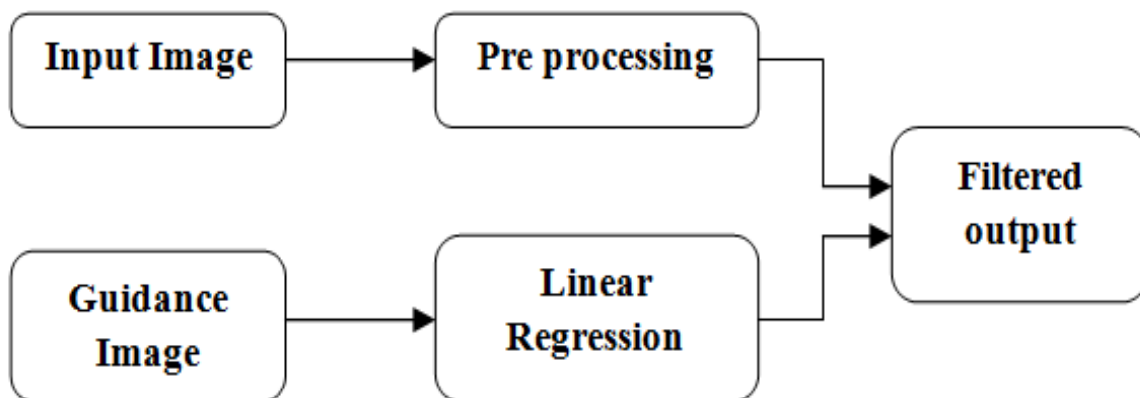 Input Image
Pre processing
Filtered
output
Guidance
Image
Linear
Regression